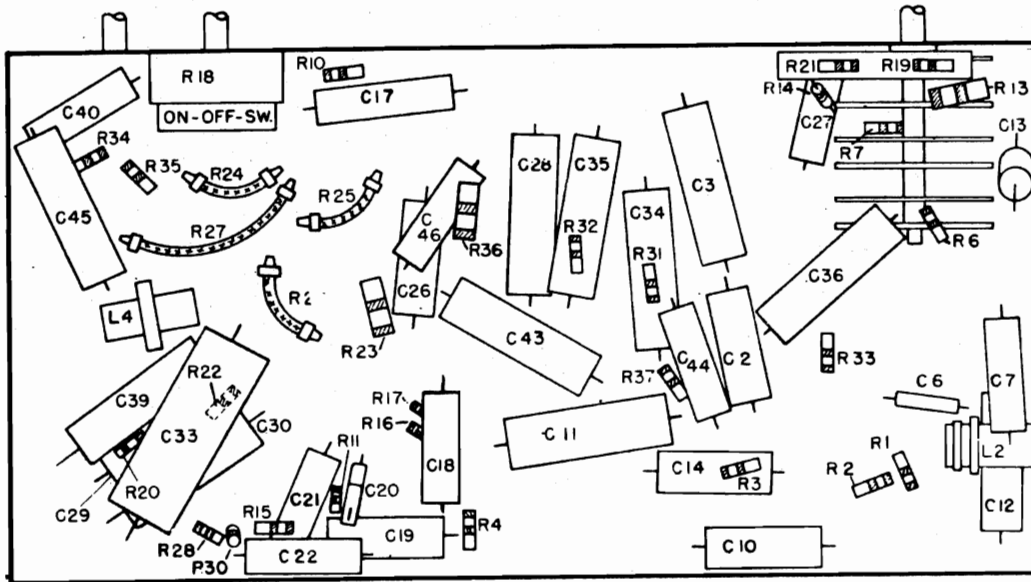 R10
R18
ON-OFF-SW.
C17
C40
R34
R35
R24
R25
R27
C45
R2
L4
R21
R19
R13
R14
C27
R7
C13
R6
C28
C35
C3
C
46
R36
R32
C34
R31
C26
C36
R23
C43
R37
C
44
C2
R33
C6
C7
R22
C39
C33
C30
R17
R16
R11
C18
C11
C14
R3
R1
R2
L2
R20
C29
R15
C21
C20
R28
P30
C22
C19
R4
C10
C12